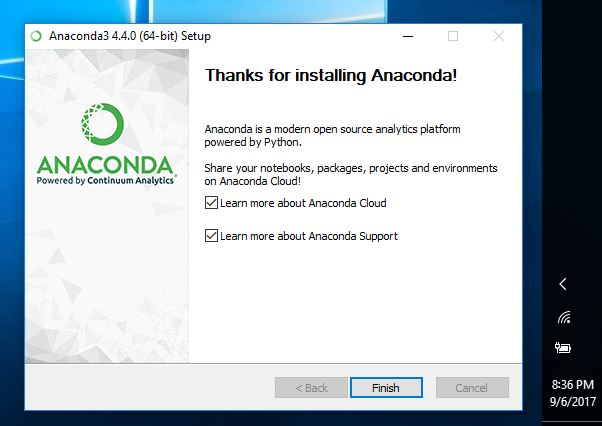 Anaconda3 4.4.0 (64-bit) Setup
Thanks for installing Anaconda!
ANACONDA®
Powered by Continuum Analytics®
Anaconda is a modern open source analytics platform
powered by Python.
Share your notebooks, packages, projects and environments
on Anaconda Cloud!
Learn more about Anaconda Cloud
Learn more about Anaconda Support
< Back
Finish
Cancel
8:36 PM
9/6/2017